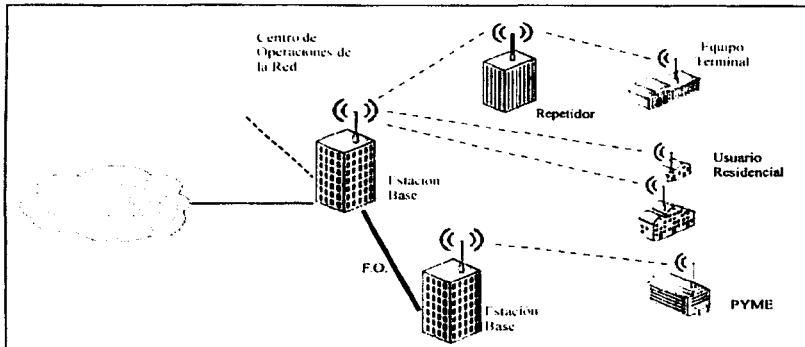 Centro de
Operaciones de
la Red
Equipo
Terminal
Repetidor
Usuario
Residencial
Estación
Base
F.O.
Estación
Base
PYME